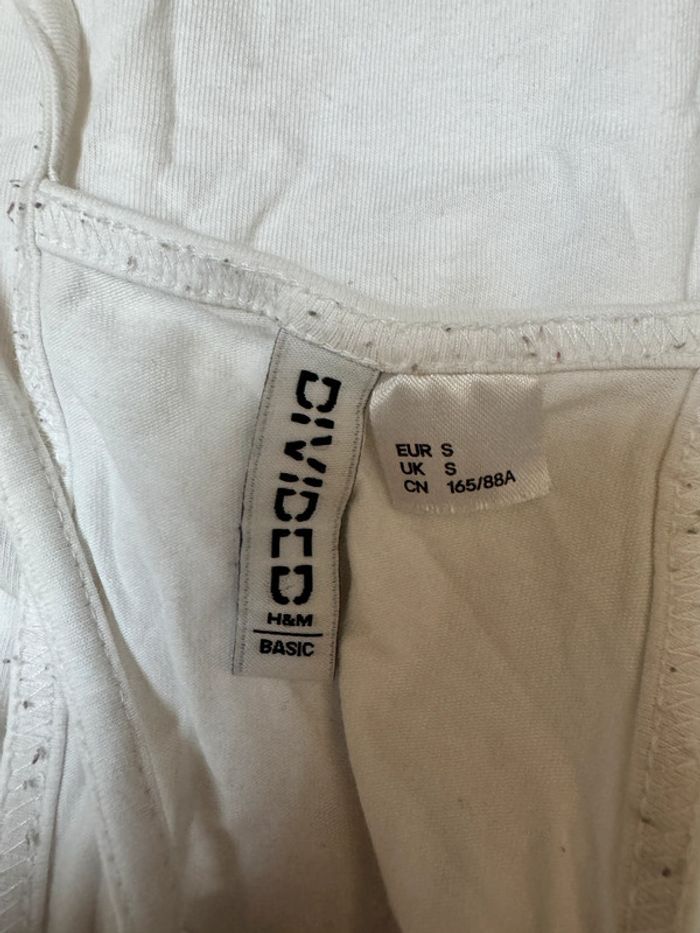 DIVIDED
H&M
BASIC
EUR S
UK S
CN 165/88A